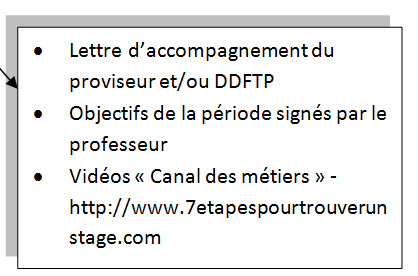 • Lettre d'accompagnement du
proviseur et/ou DDFTP
• Objectifs de la période signés par le
professeur
• Vidéos « Canal des métiers » -
http://www.7etapespourtrouverun
stage.com